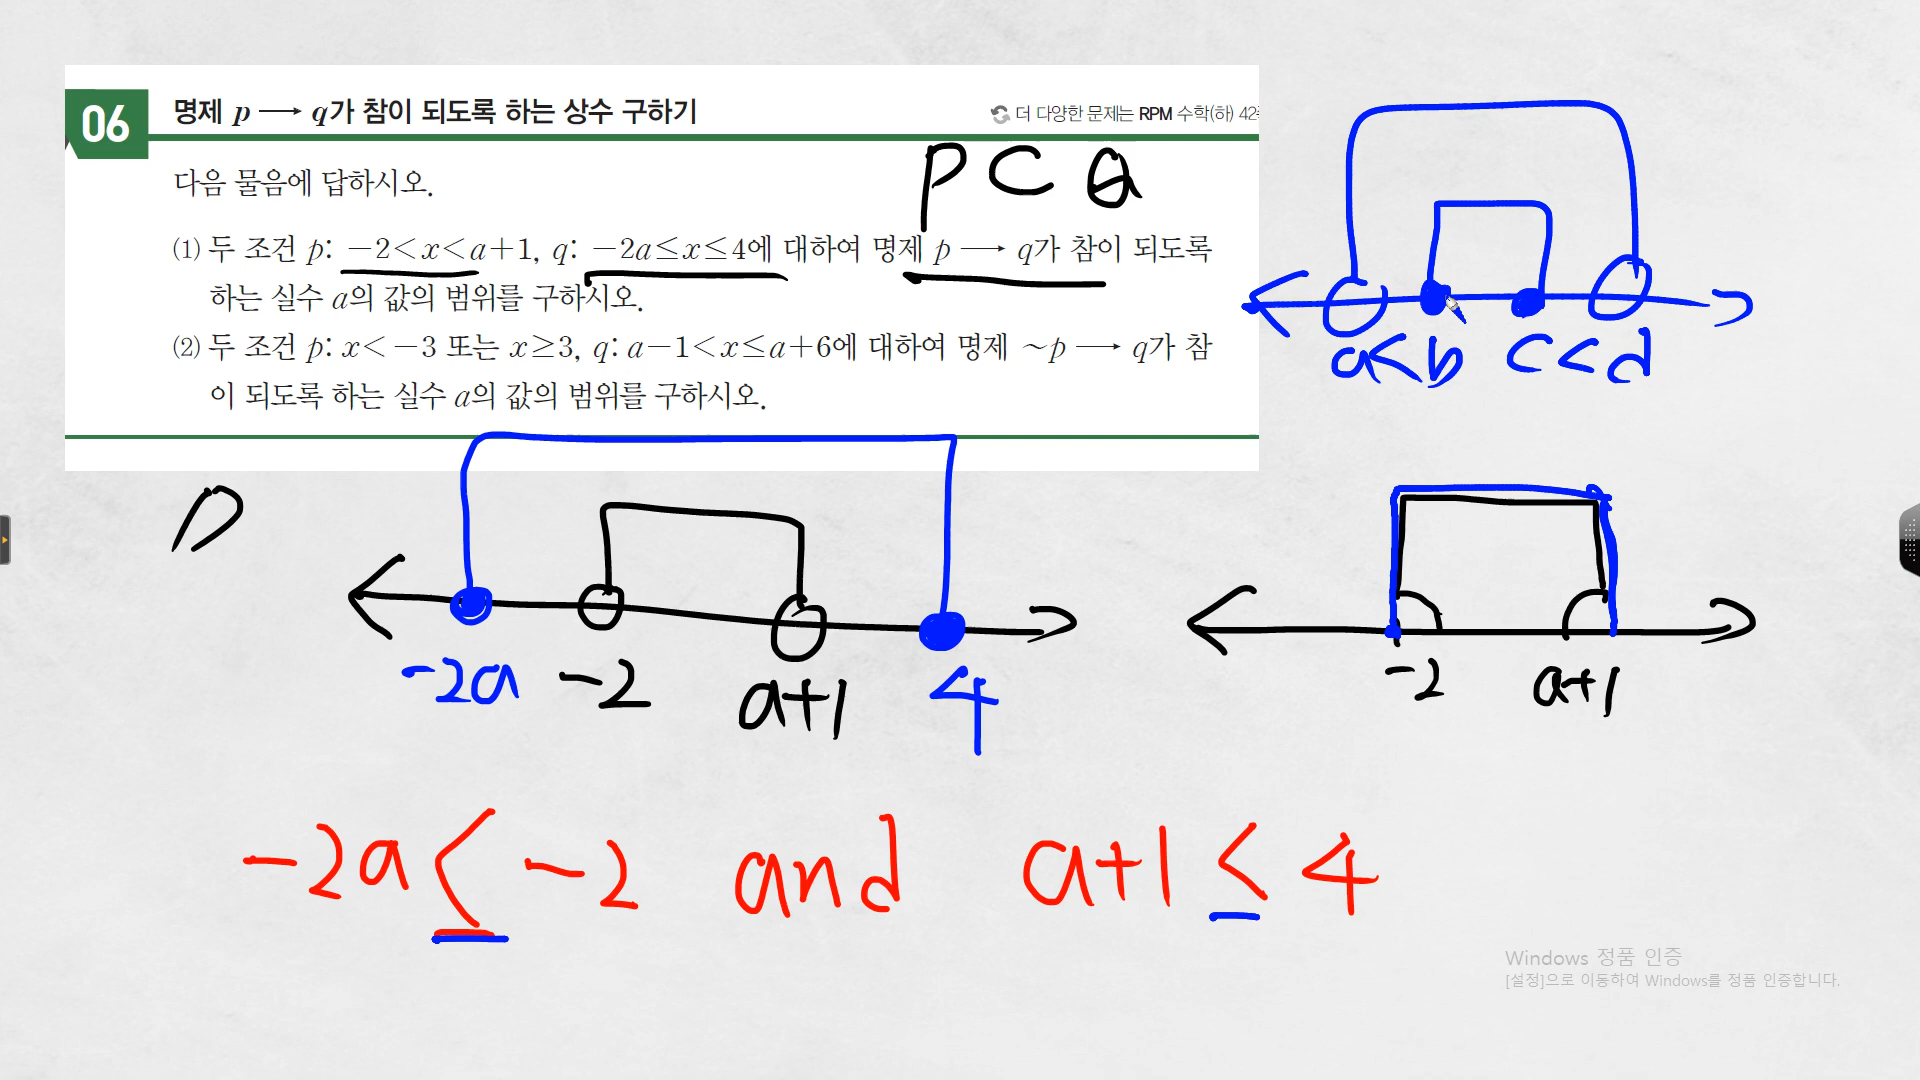 06 명제 p → q가 참이 되도록 하는 상수 구하기
더 다양한 문제는 RPM 수학(하) 42
다음 물음에 답하시오.
P ⊂ Q
(1) 두 조건 p: −2<x<a+1, q: −2a≤x≤4에 대하여 명제 p → q가 참이 되도록
하는 실수 a의 값의 범위를 구하시오.
(2) 두 조건 p: x<−3 또는 x≥3, q: a−1<x≤a+6에 대하여 명제 ~p → q가 참
이 되도록 하는 실수 a의 값의 범위를 구하시오.
a<b c<d
-2a -2 a+1 4
-2 a+1
-2a ≤ -2 and a+1 ≤ 4
Windows 정품 인증
[설정]으로 이동하여 Windows를 정품 인증합니다.